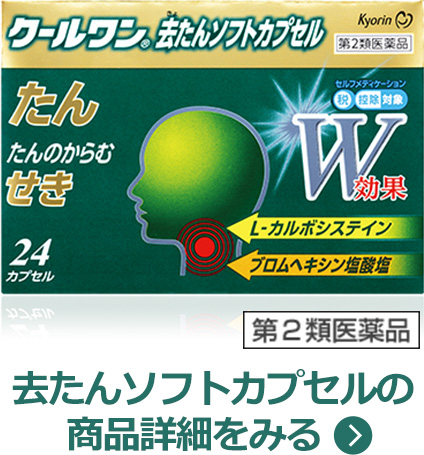 クールワン®去たんソフトカプセル
Kyorin
第2類医薬品
セルフメディケーション
税 控除 対象
たん
たんのからむ
せき
W
効果
L-カルボシステイン
ブロムヘキシン塩酸塩
24
カプセル
第2類医薬品
去たんソフトカプセルの
商品詳細をみる